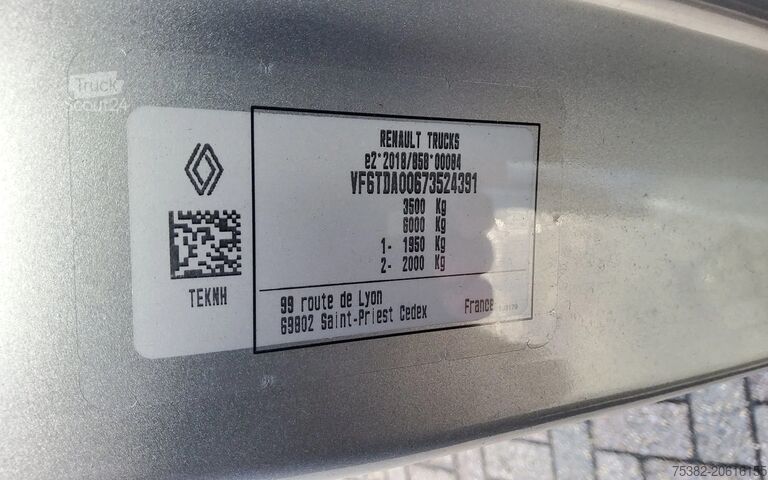 Truck
Scout24
RENAULT TRUCKS
e2*2018/858*00084
VF6TDA00673524391
3500 Kg
6000 Kg
1- 1950 Kg
2- 2000 Kg
TEKNH
99 route de Lyon
69802 Saint-Priest Cedex France
75382-20616155